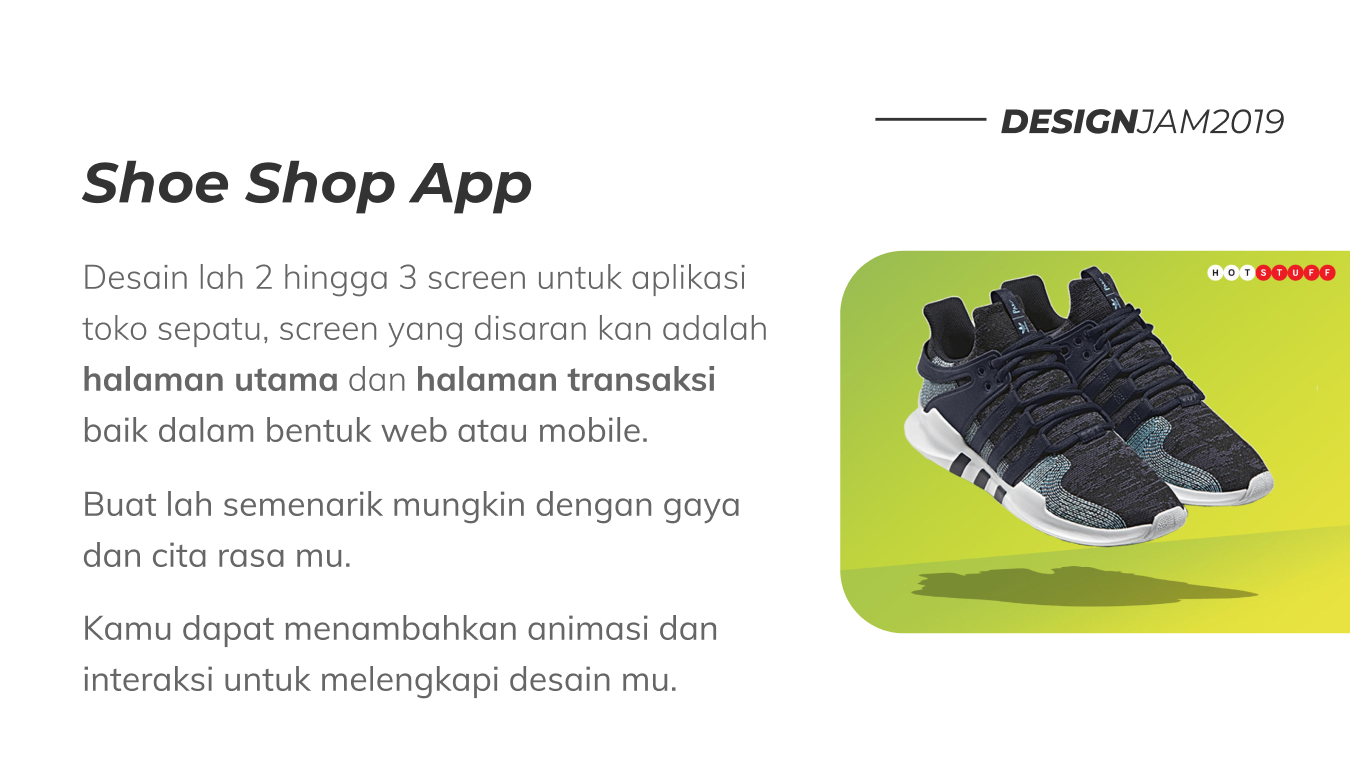 DESIGNJAM2019
Shoe Shop App
Desain lah 2 hingga 3 screen untuk aplikasi
toko sepatu, screen yang disaran kan adalah
halaman utama dan halaman transaksi
baik dalam bentuk web atau mobile.
Buat lah semenarik mungkin dengan gaya
dan cita rasa mu.
Kamu dapat menambahkan animasi dan
interaksi untuk melengkapi desain mu.
HOTSTUFF